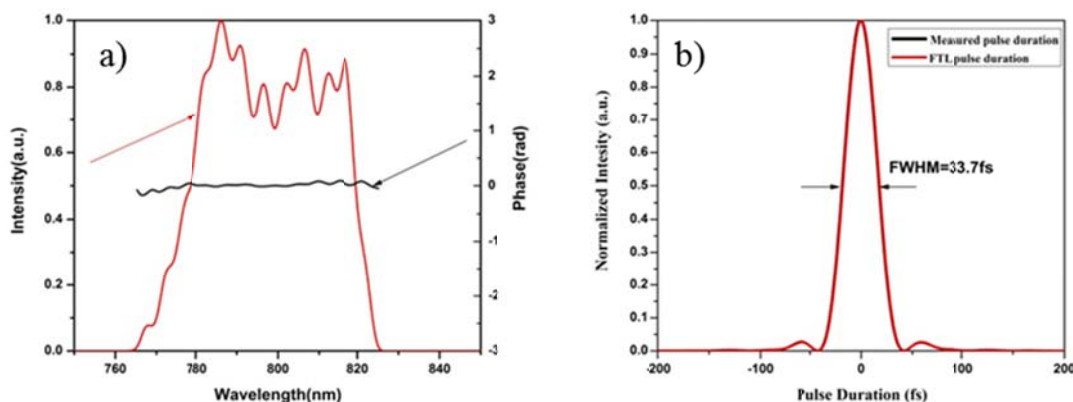 a)
1.0
0.8
0.6
0.4
0.2
0.0
Intensity(a.u.)
3
2
1
0
-1
-2
-3
Phase(rad)
760 780 800 820 840
Wavelength(nm)
b)
Measured pulse duration
FTL pulse duration
FWHM=33.7fs
1.0
0.9
0.8
0.7
0.6
0.5
0.4
0.3
0.2
0.1
0.0
Normalized Intesity (a.u.)
-200 -100 0 100 200
Pulse Duration (fs)